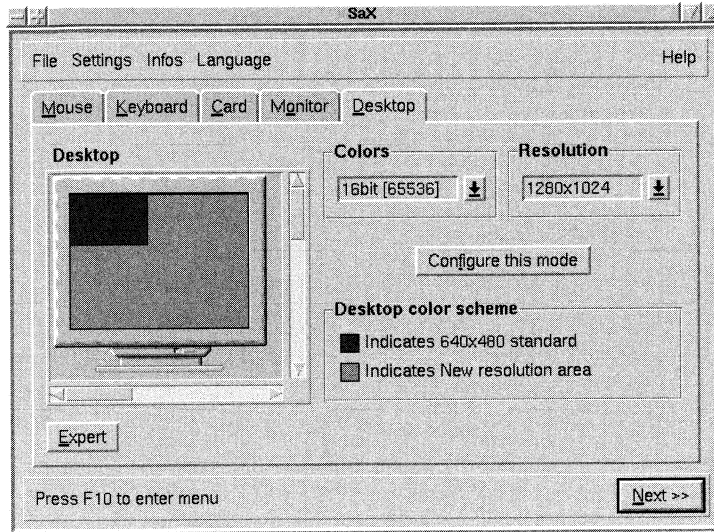 SaX
File Settings Infos Language Help
Mouse Keyboard Card Monitor Desktop
Desktop
Colors
16bit [65536]
Resolution
1280x1024
Configure this mode
Desktop color scheme
Indicates 640x480 standard
Indicates New resolution area
Expert
Press F10 to enter menu
Next >>